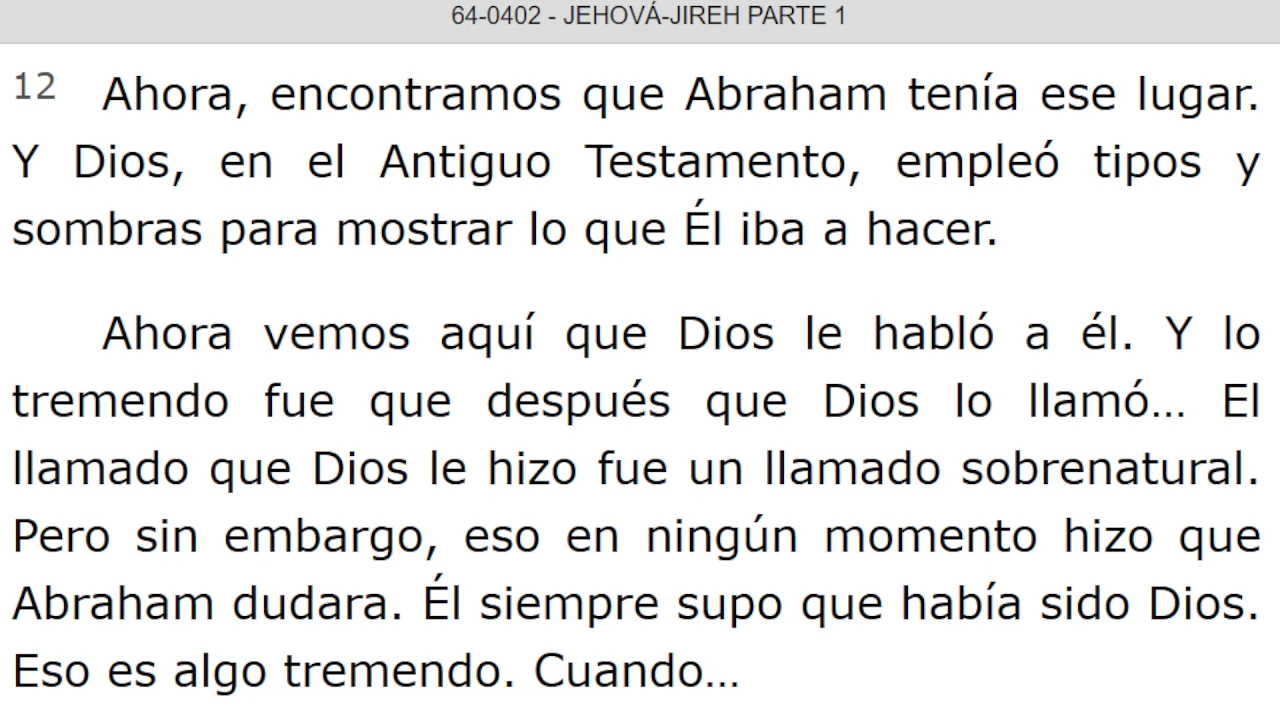 64-0402 - JEHOVÁ-JIREH PARTE 1
12 Ahora, encontramos que Abraham tenía ese lugar.
Y Dios, en el Antiguo Testamento, empleó tipos y
sombras para mostrar lo que Él iba a hacer.
Ahora vemos aquí que Dios le habló a él. Y lo
tremendo fue que después que Dios lo llamó... El
llamado que Dios le hizo fue un llamado sobrenatural.
Pero sin embargo, eso en ningún momento hizo que
Abraham dudara. Él siempre supo que había sido Dios.
Eso es algo tremendo. Cuando...